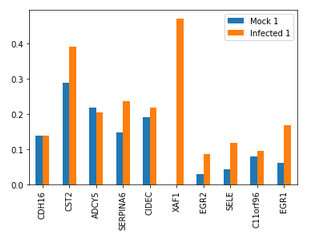 Mock 1
Infected 1
0.4
0.3
0.2
0.1
0.0
CDH16
CST2
ADCY5
SERPINA6
CIDEC
XAF1
EGR2
SELE
C11orf96
EGR1